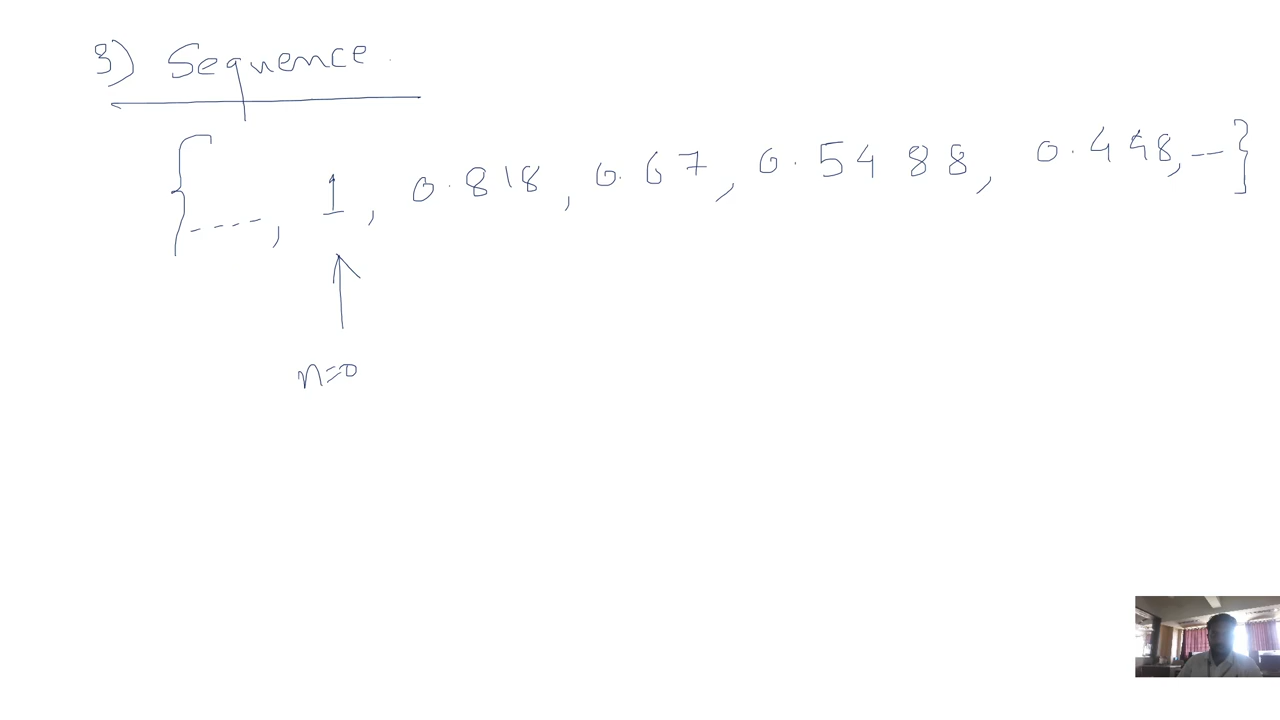 3) Sequence
{----, 1, 0.818, 0.67, 0.5488, 0.448,--}
n=0